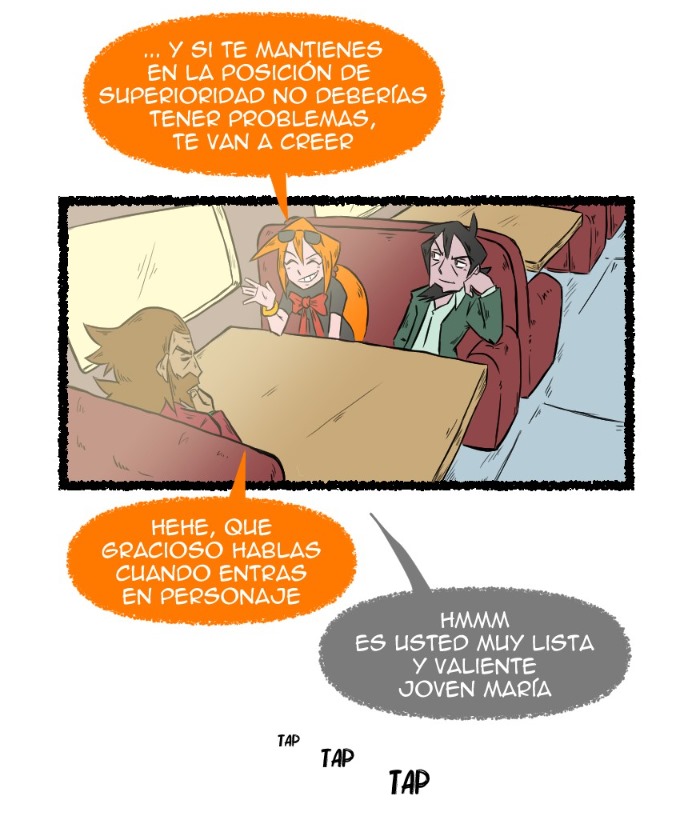 ... Y SI TE MANTIENES
EN LA POSICIÓN DE
SUPERIORIDAD NO DEBERÍAS
TENER PROBLEMAS,
TE VAN A CREER
HEHE, QUE
GRACIOSO HABLAS
CUANDO ENTRAS
EN PERSONAJE
HMMM
ES USTED MUY LISTA
Y VALIENTE
JOVEN MARÍA
TAP
TAP
TAP